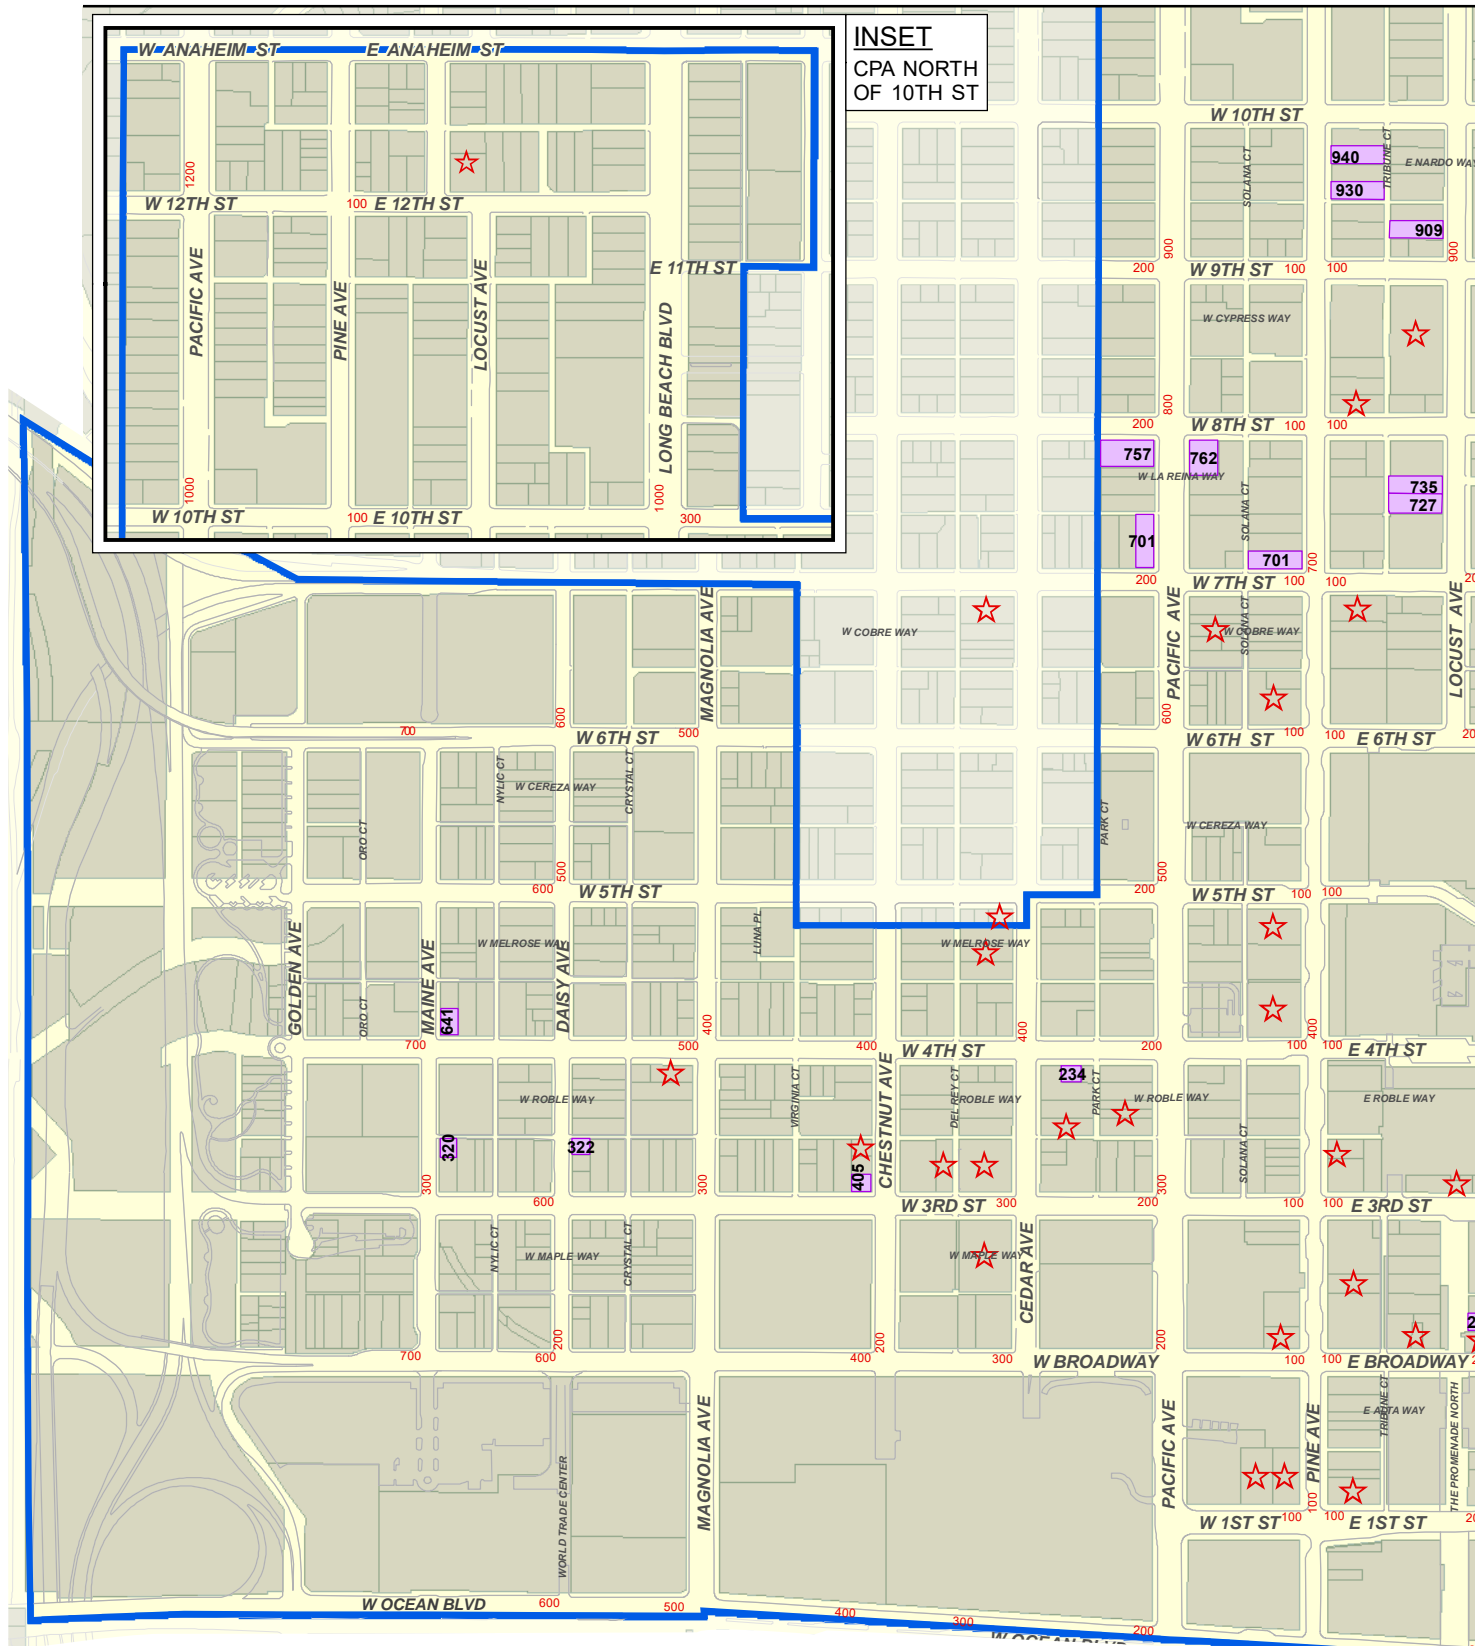 INSET
CPA NORTH
OF 10TH ST
W ANAHEIM ST
E ANAHEIM ST
1200
W 12TH ST
100
E 12TH ST
PACIFIC AVE
PINE AVE
LOCUST AVE
E 11TH ST
LONG BEACH BLVD
1000
1000
W 10TH ST
100
E 10TH ST
300
W 10TH ST
SOLANA CT
940
TRIBUNE CT
E NARDO WAY
930
909
900
900
200
W 9TH ST
100
100
W CYPRESS WAY
800
200
W 8TH ST
100
100
757
762
W LA REINA WAY
SOLANA CT
735
727
701
701
700
200
W 7TH ST
100
100
MAGNOLIA AVE
W COBRE WAY
PACIFIC AVE
SOLANA CT
W COBRE WAY
LOCUST AVE
600
600
700
W 6TH ST
500
W 6TH ST
100
100
E 6TH ST
NYLIC CT
W CEREZA WAY
CRYSTAL CT
ORO CT
PARK CT
W CEREZA WAY
500
500
600
W 5TH ST
200
W 5TH ST
100
100
GOLDEN AVE
MAINE AVE
W MELROSE WAY
DAISY AVE
LUNA PL
W MELROSE WAY
ORO CT
641
400
400
400
700
500
400
W 4TH ST
200
100
100
E 4TH ST
CHESTNUT AVE
234
W ROBLE WAY
VIRGINIA CT
DEL REY CT
ROBLE WAY
PARK CT
W ROBLE WAY
E ROBLE WAY
320
322
405
SOLANA CT
300
300
300
600
W 3RD ST
300
200
100
100
E 3RD ST
NYLIC CT
W MAPLE WAY
CRYSTAL CT
W MAPLE WAY
CEDAR AVE
200
200
200
700
600
400
300
W BROADWAY
100
100
E BROADWAY
MAGNOLIA AVE
PACIFIC AVE
PINE AVE
TRIBUNE CT
E ALTA WAY
THE PROMENADE NORTH
WORLD TRADE CENTER
100
W 1ST ST
100
100
E 1ST ST
W OCEAN BLVD
600
500
400
300
200
W OCEAN BLVD